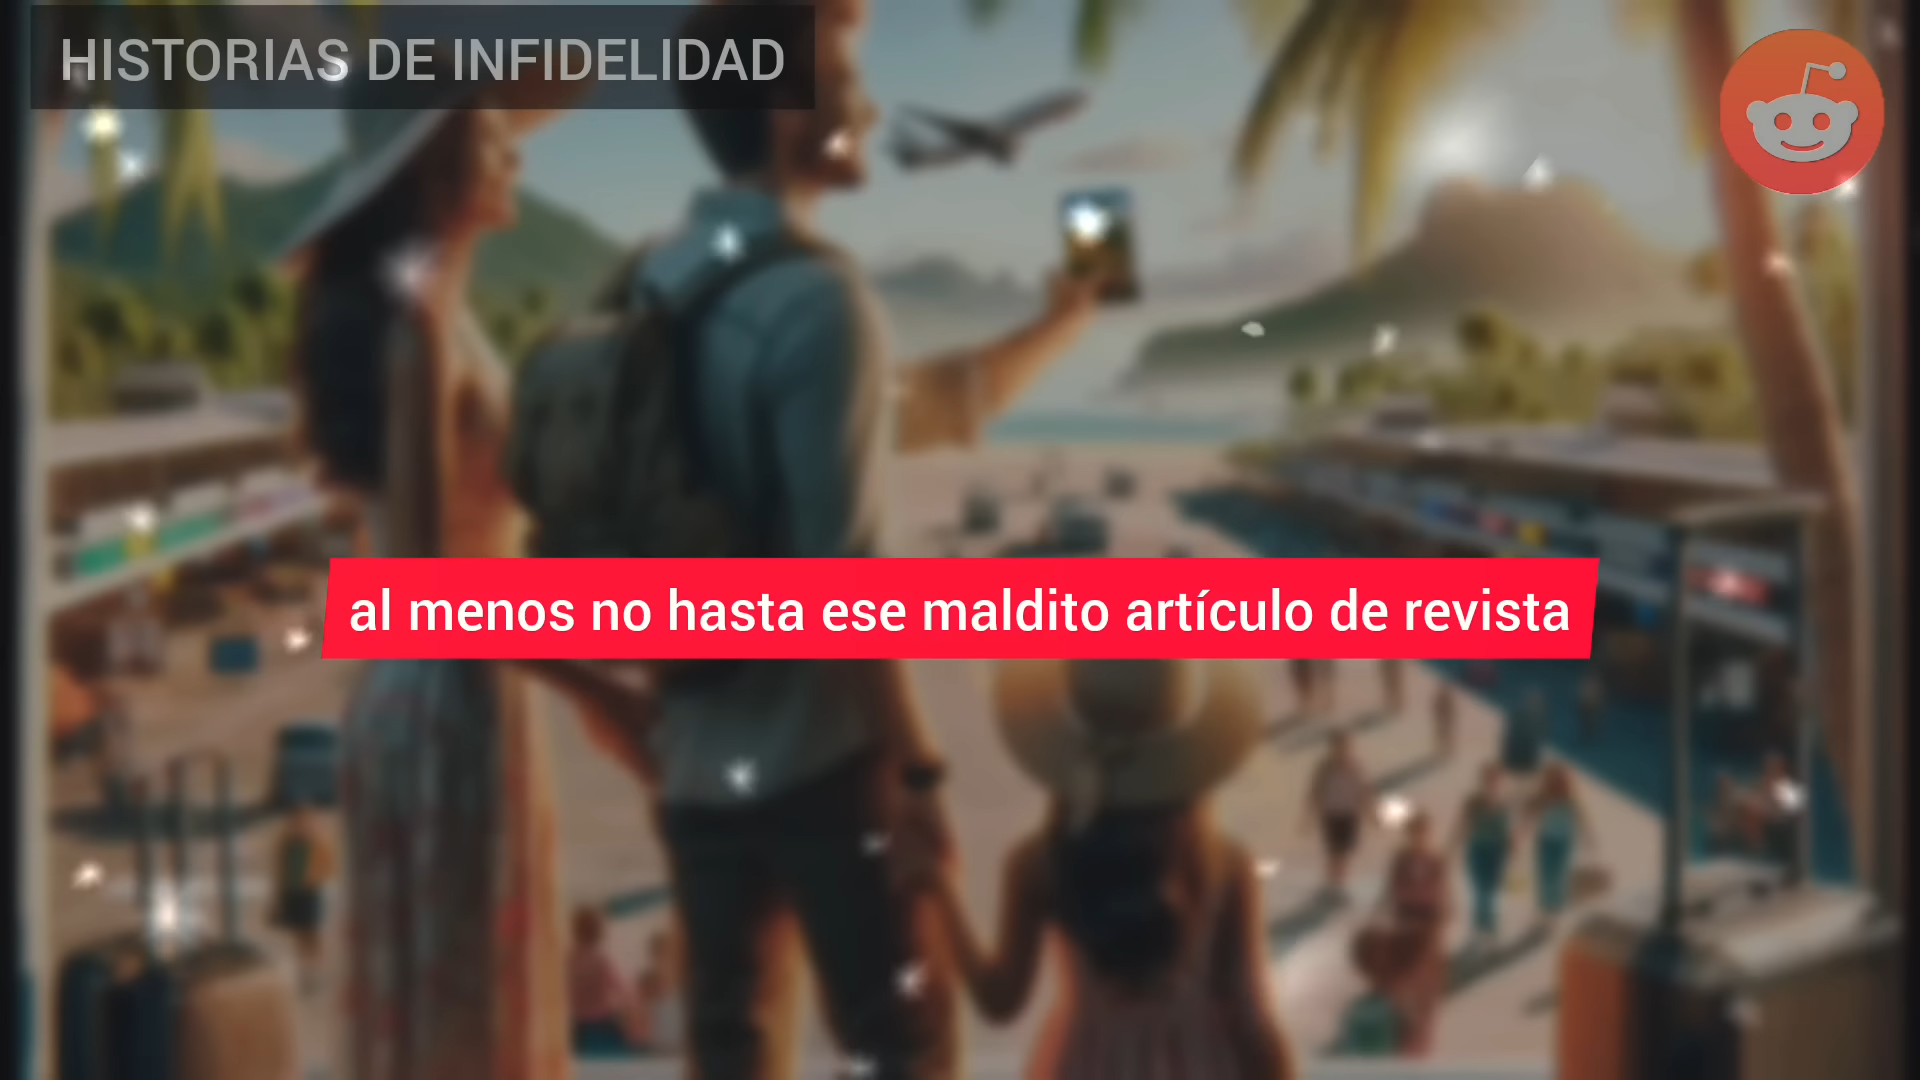 HISTORIAS DE INFIDELIDAD
al menos no hasta ese maldito artículo de revista